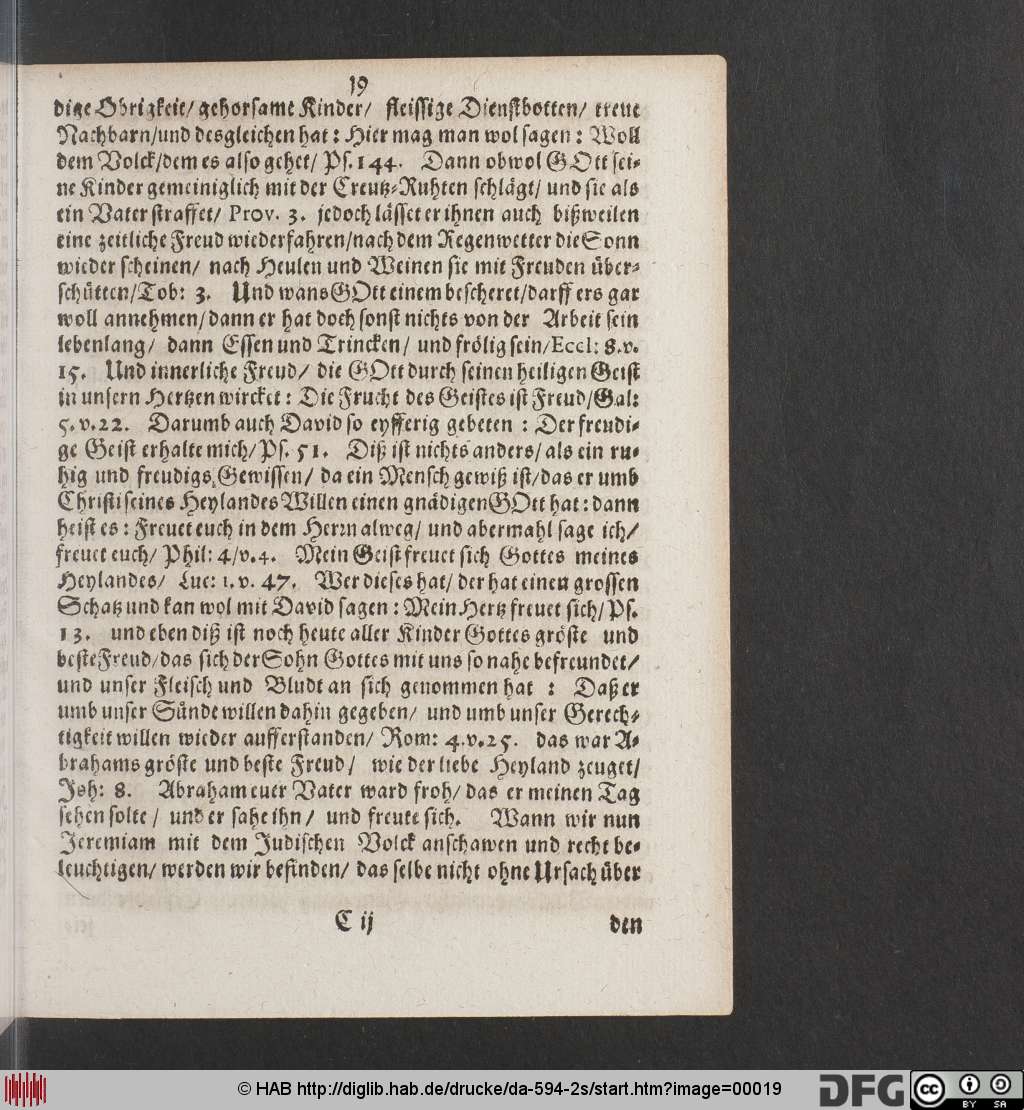 19
dige Obrigkeit/ gehorsame Kinder/ fleissige Dienstbotten/ treue
Nachbarn/und desgleichen hat: Hier mag man wol sagen: Woll
dem Volck/dem es also gehet/ Ps. 144. Dann obwol GOtt sei-
ne Kinder gemeiniglich mit der Creutz-Ruhten schlägt/ und sie als
ein Vater straffet/ Prov. 3. jedoch lässet er ihnen auch bißweilen
eine zeitliche Freud wiederfahren/nach dem Regenwetter die Sonn
wieder scheinen/ nach Heulen und Weinen sie mit Freuden über-
schütten/Tob: 3. Und wans GOtt einem bescheret/darff ers gar
woll annehmen/dann er hat doch sonst nichts von der Arbeit sein
lebenlang/ dann Essen und Trincken/ und frölig sein/Eccl: 8.v.
15. Und innerliche Freud/ die GOtt durch seinen heiligen Geist
in unsern Hertzen wircket: Die Frucht des Geistes ist Freud/Gal:
5.v.22. Darumb auch David so eyfferig gebeten: Der freudi-
ge Geist erhalte mich/Ps. 51. Diß ist nichts anders/als ein ru-
hig und freudigs Gewissen/ da ein Mensch gewiß ist/das er umb
Christi seines Heylandes Willen einen gnädigen GOtt hat: dann
heist es: Freuet euch in dem Herrn alweg/ und abermahl sage ich/
freuet euch/ Phil: 4/v.4. Mein Geist freuet sich Gottes meines
Heylandes/ Luc: 1.v. 47. Wer dieses hat/ der hat einen grossen
Schatz und kan wol mit David sagen: Mein Hertz freuet sich/Ps.
13. und eben diß ist noch heute aller Kinder Gottes gröste und
beste Freud/das sich der Sohn Gottes mit uns so nahe befreundet/
und unser Fleisch und Bludt an sich genommen hat: Daß er
umb unser Sünde willen dahin gegeben/ und umb unser Gerech-
tigkeit willen wieder aufferstanden/ Rom: 4.v.25. das war A-
brahams gröste und beste Freud/ wie der liebe Heyland zeuget/
Joh: 8. Abraham euer Vater ward froh/ das er meinen Tag
sehen solte/ und er sahe ihn/ und freute sich. Wann wir nun
Jeremiam mit dem Judischen Volck anschawen und recht be-
leuchtigen/ werden wir befinden/ das selbe nicht ohne Ursach über
C ij den
© HAB http://diglib.hab.de/drucke/da-594-2s/start.htm?image=00019
DFG
cc BY SA